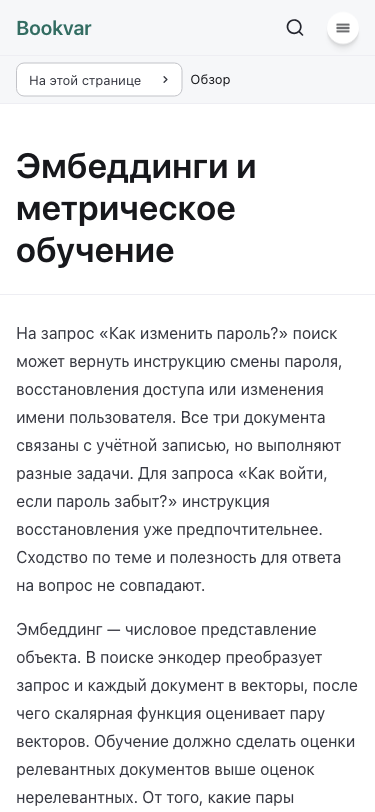 Bookvar
На этой странице
Обзор
Эмбеддинги и
метрическое
обучение
На запрос «Как изменить пароль?» поиск
может вернуть инструкцию смены пароля,
восстановления доступа или изменения
имени пользователя. Все три документа
связаны с учётной записью, но выполняют
разные задачи. Для запроса «Как войти,
если пароль забыт?» инструкция
восстановления уже предпочтительнее.
Сходство по теме и полезность для ответа
на вопрос не совпадают.
Эмбеддинг — числовое представление
объекта. В поиске энкодер преобразует
запрос и каждый документ в векторы, после
чего скалярная функция оценивает пару
векторов. Обучение должно сделать оценки
релевантных документов выше оценок
нерелевантных. От того, какие пары